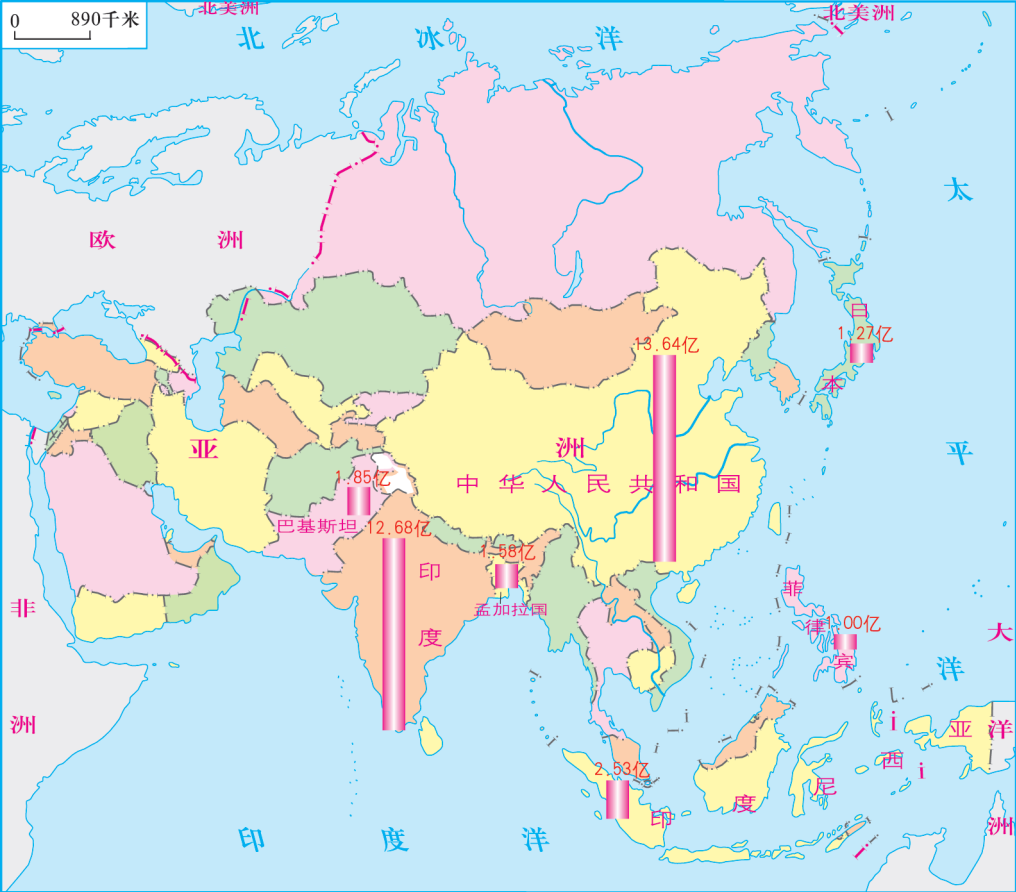 北美洲
0 890千米
北美洲
北 冰 洋
太
平
洋
欧 洲
日
1.27亿
本
13.64亿
亚 洲
中华人民共和国
1.85亿
巴基斯坦
12.68亿
印
度
1.58亿
孟加拉国
菲
律
宾
1.00亿
非
洲
大
洋
洲
2.53亿
印 度 尼 西 亚
印 度 洋